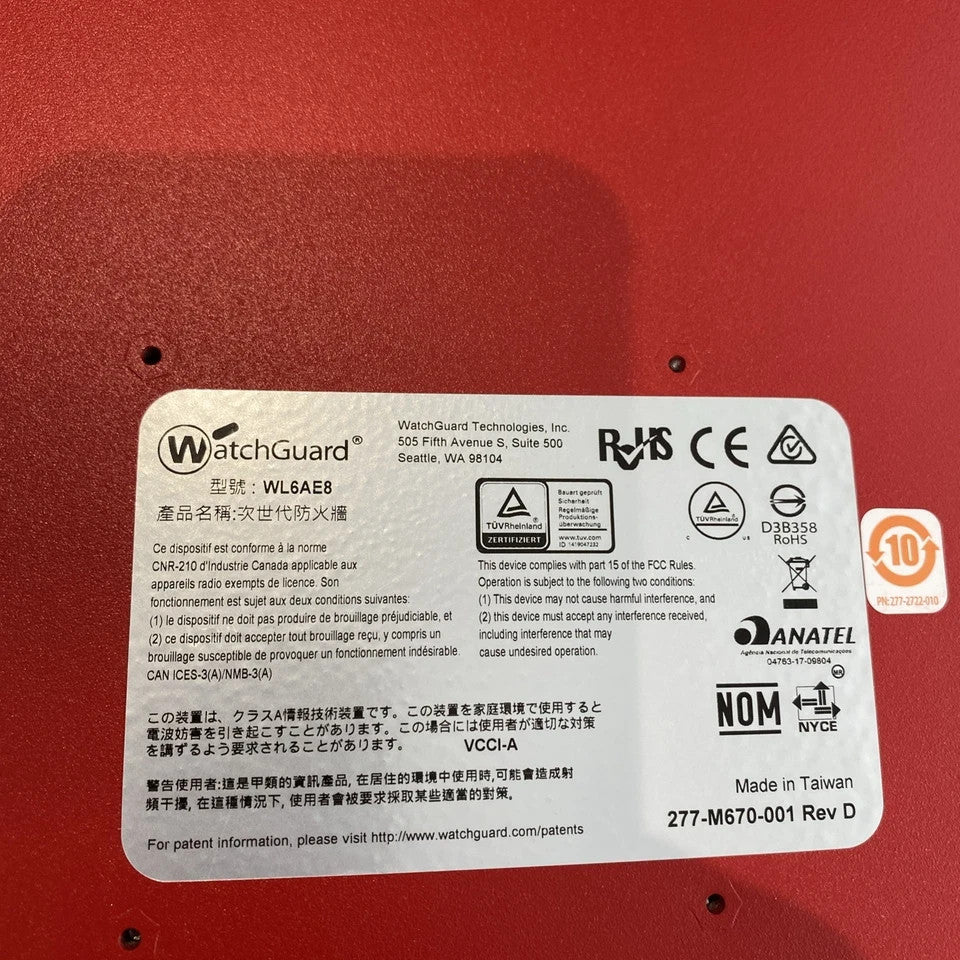 WatchGuard®
型號 : WL6AE8
產品名稱:次世代防火牆
WatchGuard Technologies, Inc.
505 Fifth Avenue S, Suite 500
Seattle, WA 98104
RoHS CE
TÜVRheinland
ZERTIFIZIERT
Bauart geprüft
Sicherheit
Regelmäßige
Produktions-
überwachung
www.tuv.com
ID 1419047232
TÜVRheinland
C US
D3B358
RoHS
Ce dispositif est conforme à la norme
CNR-210 d'Industrie Canada applicable aux
appareils radio exempts de licence. Son
fonctionnement est sujet aux deux conditions suivantes:
(1) le dispositif ne doit pas produire de brouillage préjudiciable, et
(2) ce dispositif doit accepter tout brouillage reçu, y compris un
brouillage susceptible de provoquer un fonctionnement indésirable.
CAN ICES-3(A)/NMB-3(A)
This device complies with part 15 of the FCC Rules.
Operation is subject to the following two conditions:
(1) This device may not cause harmful interference, and
(2) this device must accept any interference received,
including interference that may
cause undesired operation.
ANATEL
Agência Nacional de Telecomunicações
04763-17-09804
NOM
NYCE
MR
この装置は、クラスA情報技術装置です。この装置を家庭環境で使用すると
電波妨害を引き起こすことがあります。この場合には使用者が適切な対策
を講ずるよう要求されることがあります。 VCCI-A
警告使用者:這是甲類的資訊產品, 在居住的環境中使用時,可能會造成射
頻干擾, 在這種情況下, 使用者會被要求採取某些適當的對策。
For patent information, please visit http://www.watchguard.com/patents
Made in Taiwan
277-M670-001 Rev D
10
PN:277-2722-010